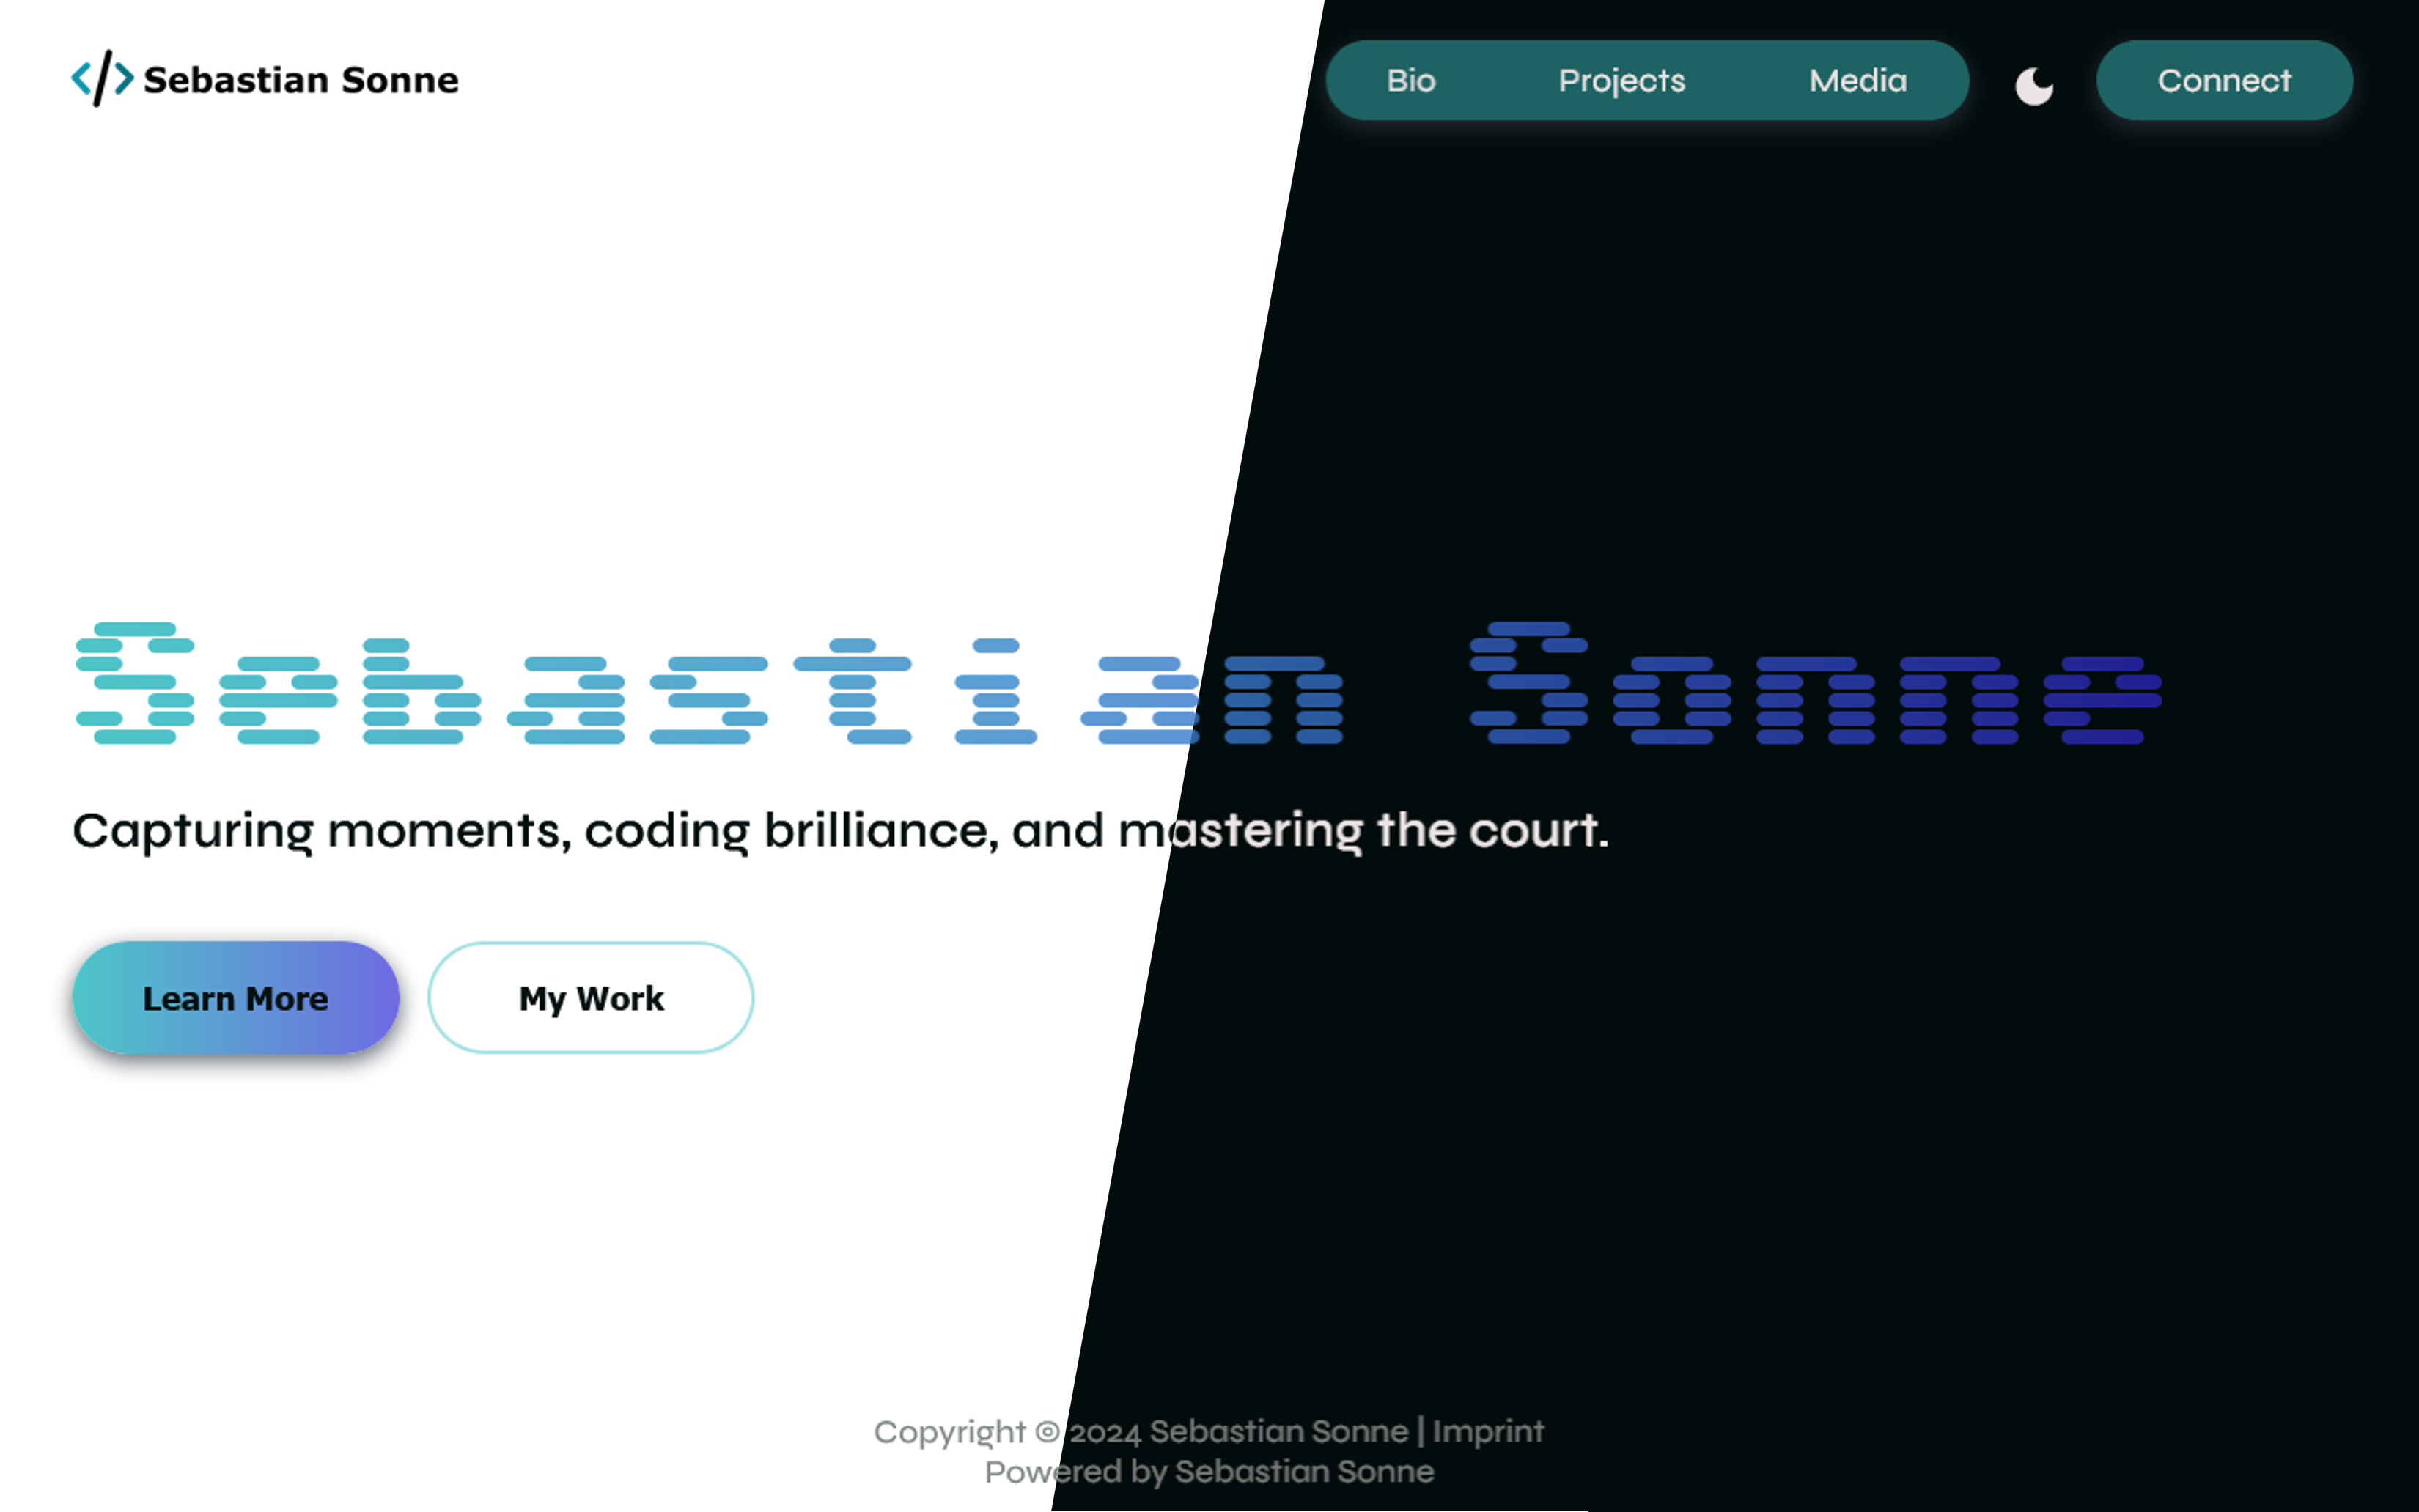 </> Sebastian Sonne
Bio Projects Media Connect
Sebastian Sonne
Capturing moments, coding brilliance, and mastering the court.
Learn More My Work
Copyright © 2024 Sebastian Sonne | Imprint
Powered by Sebastian Sonne